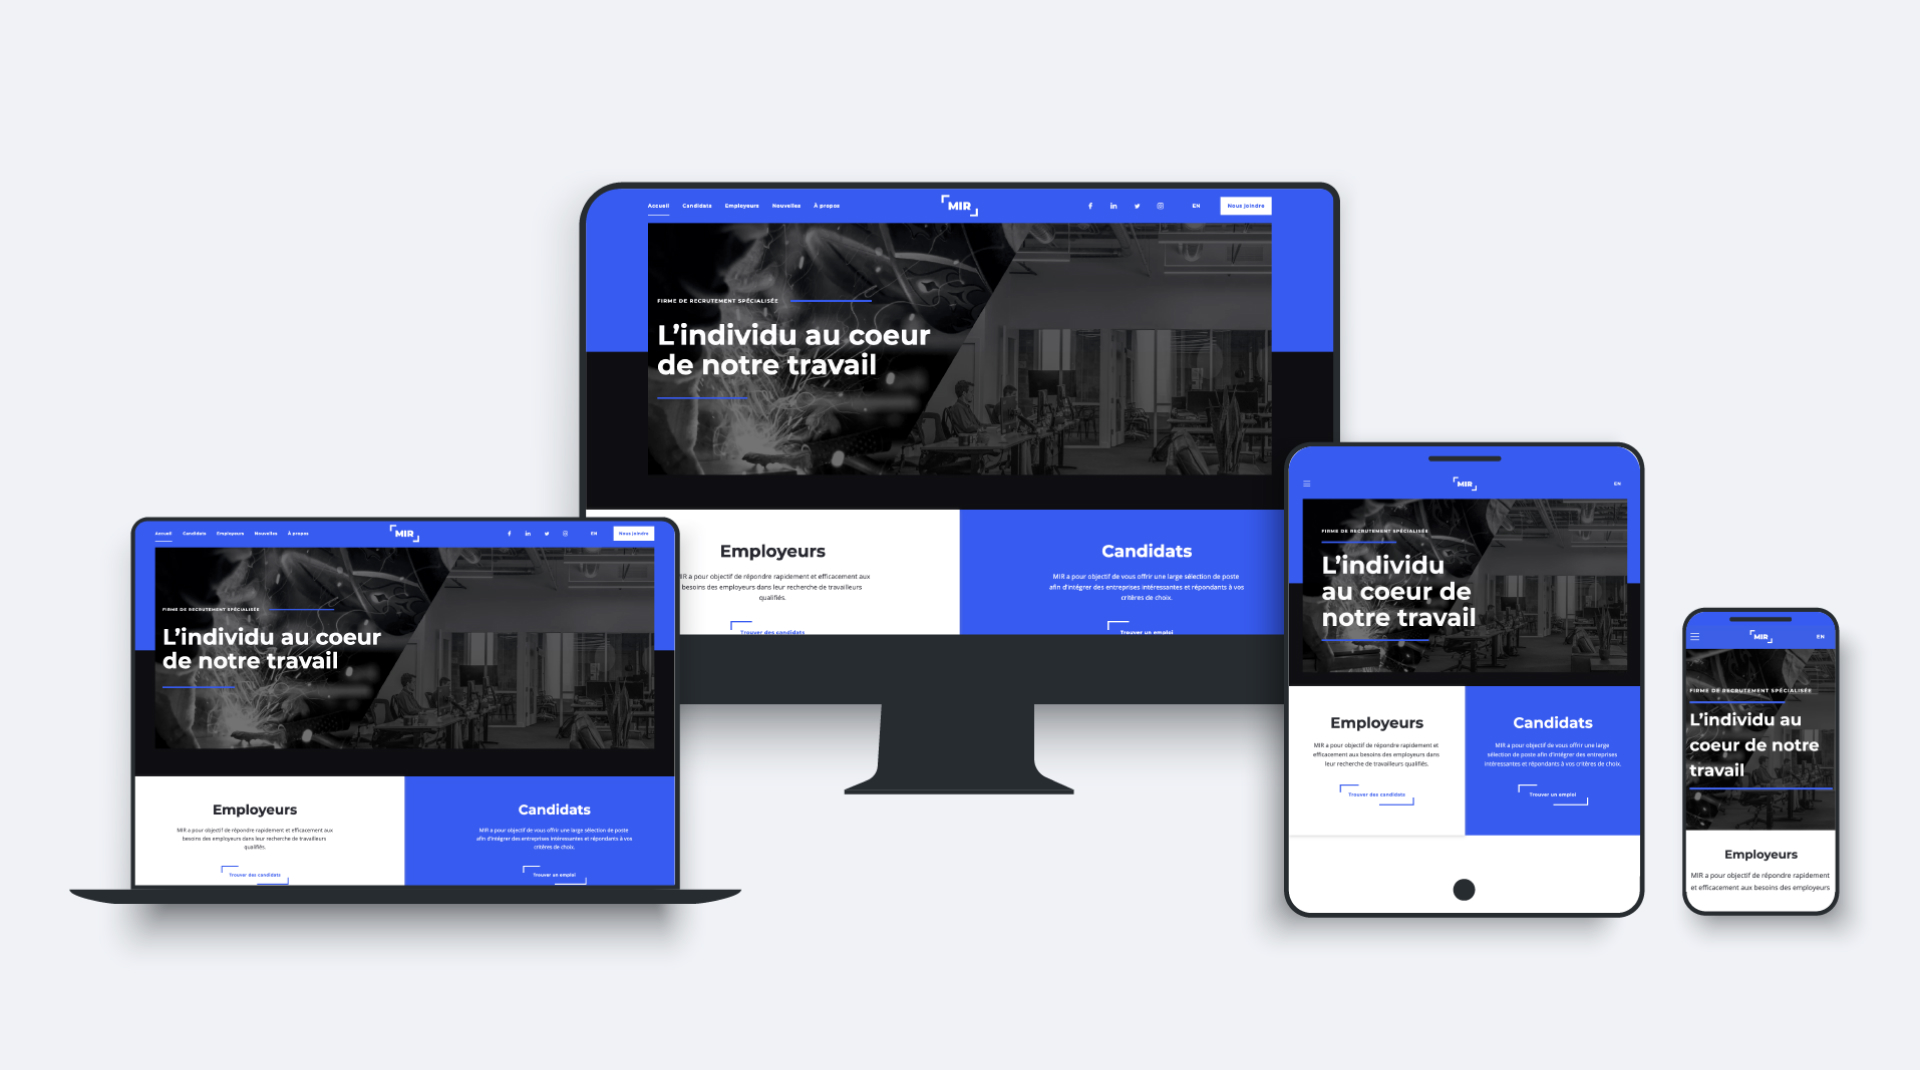 Accueil Candidats Employeurs Nouvelles À propos MIR EN Nous joindre
FIRME DE RECRUTEMENT SPÉCIALISÉE
L'individu au coeur
de notre travail
Employeurs
MIR a pour objectif de répondre rapidement et efficacement aux
besoins des employeurs dans leur recherche de travailleurs
qualifiés.
Trouver des candidats
Candidats
MIR a pour objectif de vous offrir une large sélection de poste
afin d'intégrer des entreprises intéressantes et répondants à vos
critères de choix.
Trouver un emploi
Accueil Candidats Employeurs Nouvelles À propos MIR EN Nous joindre
FIRME DE RECRUTEMENT SPÉCIALISÉE
L'individu au coeur
de notre travail
Employeurs
MIR a pour objectif de répondre rapidement et efficacement aux
besoins des employeurs dans leur recherche de travailleurs
qualifiés.
Trouver des candidats
Candidats
MIR a pour objectif de vous offrir une large sélection de poste
afin d'intégrer des entreprises intéressantes et répondants à vos
critères de choix.
Trouver un emploi
MIR EN
FIRME DE RECRUTEMENT SPÉCIALISÉE
L'individu
au coeur de
notre travail
Employeurs
MIR a pour objectif de répondre rapidement et
efficacement aux besoins des employeurs dans
leur recherche de travailleurs qualifiés.
Trouver des candidats
Candidats
MIR a pour objectif de vous offrir une large
sélection de poste afin d'intégrer des entreprises
intéressantes et répondants à vos critères de choix.
Trouver un emploi
MIR EN
FIRME DE RECRUTEMENT SPÉCIALISÉE
L'individu au
coeur de notre
travail
Employeurs
MIR a pour objectif de répondre rapidement
et efficacement aux besoins des employeurs